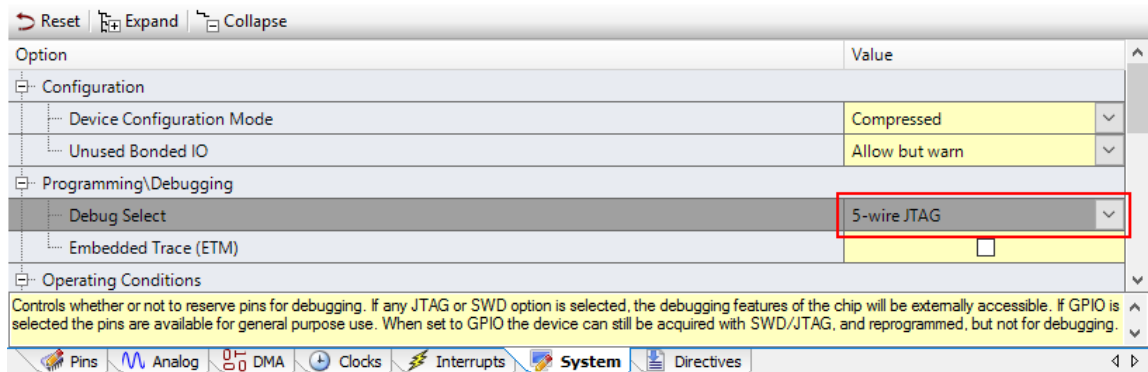 Reset Expand Collapse
Option Value
Configuration
Device Configuration Mode Compressed
Unused Bonded IO Allow but warn
Programming\Debugging
Debug Select 5-wire JTAG
Embedded Trace (ETM)
Operating Conditions
Controls whether or not to reserve pins for debugging. If any JTAG or SWD option is selected, the debugging features of the chip will be externally accessible. If GPIO is
selected the pins are available for general purpose use. When set to GPIO the device can still be acquired with SWD/JTAG, and reprogrammed, but not for debugging.
Pins Analog DMA Clocks Interrupts System Directives